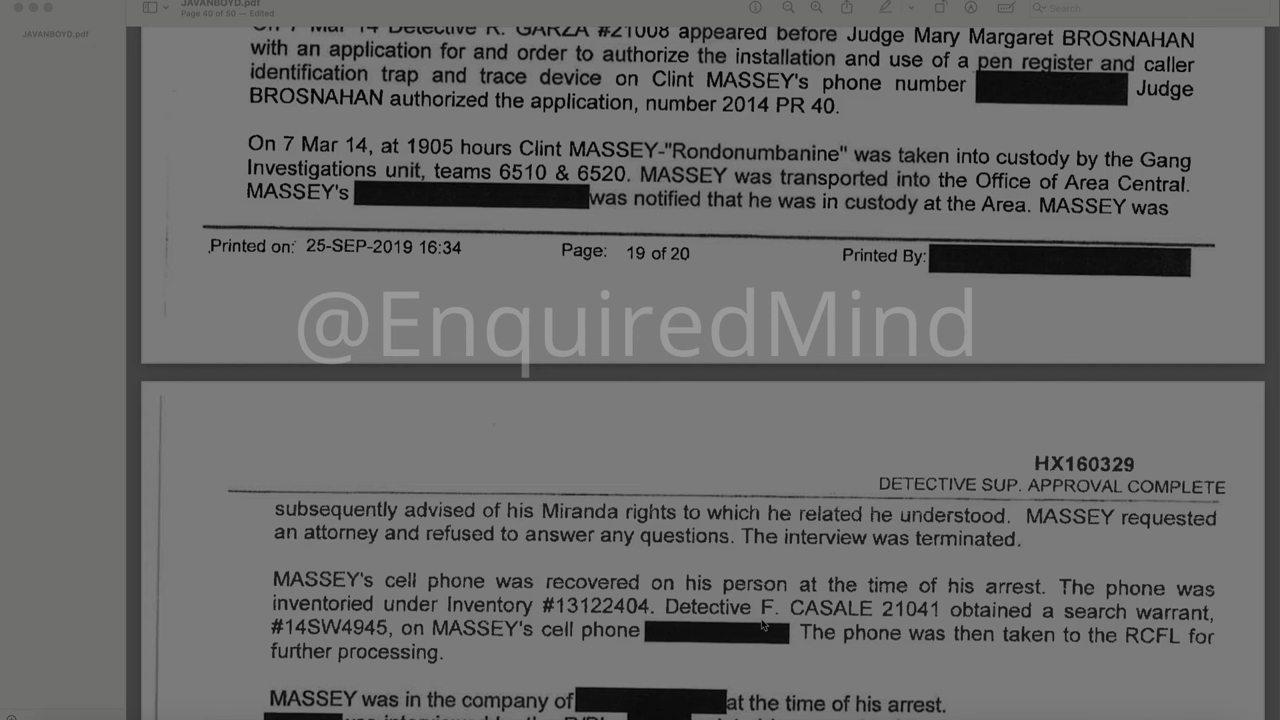 JAVANBOYD.pdf
Page 40 of 50 — Edited
Search
JAVANBOYD.pdf
On 7 Mar 14 Detective R. GARZA #21008 appeared before Judge Mary Margaret BROSNAHAN
with an application for and order to authorize the installation and use of a pen register and caller
identification trap and trace device on Clint MASSEY's phone number Judge
BROSNAHAN authorized the application, number 2014 PR 40.
On 7 Mar 14, at 1905 hours Clint MASSEY-"Rondonumbanine" was taken into custody by the Gang
Investigations unit, teams 6510 & 6520. MASSEY was transported into the Office of Area Central.
MASSEY's was notified that he was in custody at the Area. MASSEY was
Printed on: 25-SEP-2019 16:34 Page: 19 of 20 Printed By:
@EnquiredMind
HX160329
DETECTIVE SUP. APPROVAL COMPLETE
subsequently advised of his Miranda rights to which he related he understood. MASSEY requested
an attorney and refused to answer any questions. The interview was terminated.
MASSEY's cell phone was recovered on his person at the time of his arrest. The phone was
inventoried under Inventory #13122404. Detective F. CASALE 21041 obtained a search warrant,
#14SW4945, on MASSEY's cell phone The phone was then taken to the RCFL for
further processing.
MASSEY was in the company of at the time of his arrest.